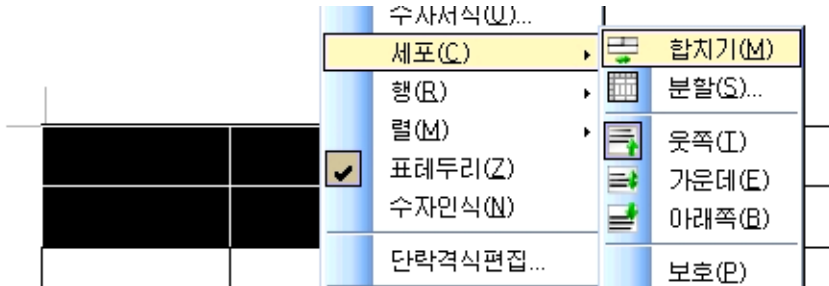 수자서식(U)...
세포(C)
행(R)
렬(M)
표테두리(Z)
수자인식(N)
단락격식편집...
합치기(M)
분할(S)...
웃쪽(T)
가운데(E)
아래쪽(B)
보호(P)